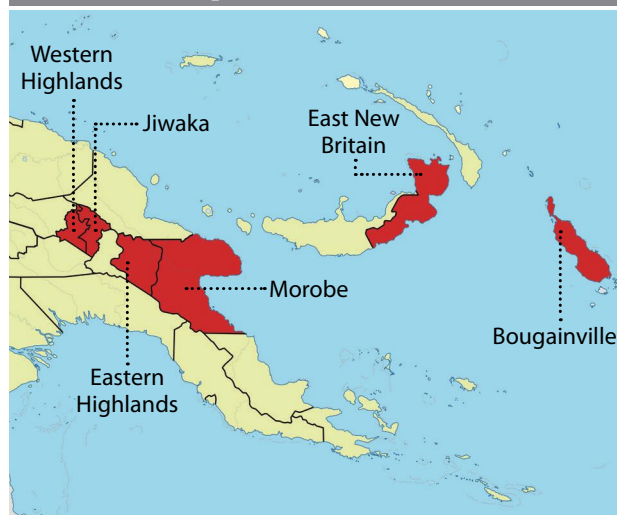 Western
Highlands
Jiwaka
East New
Britain
Morobe
Bougainville
Eastern
Highlands